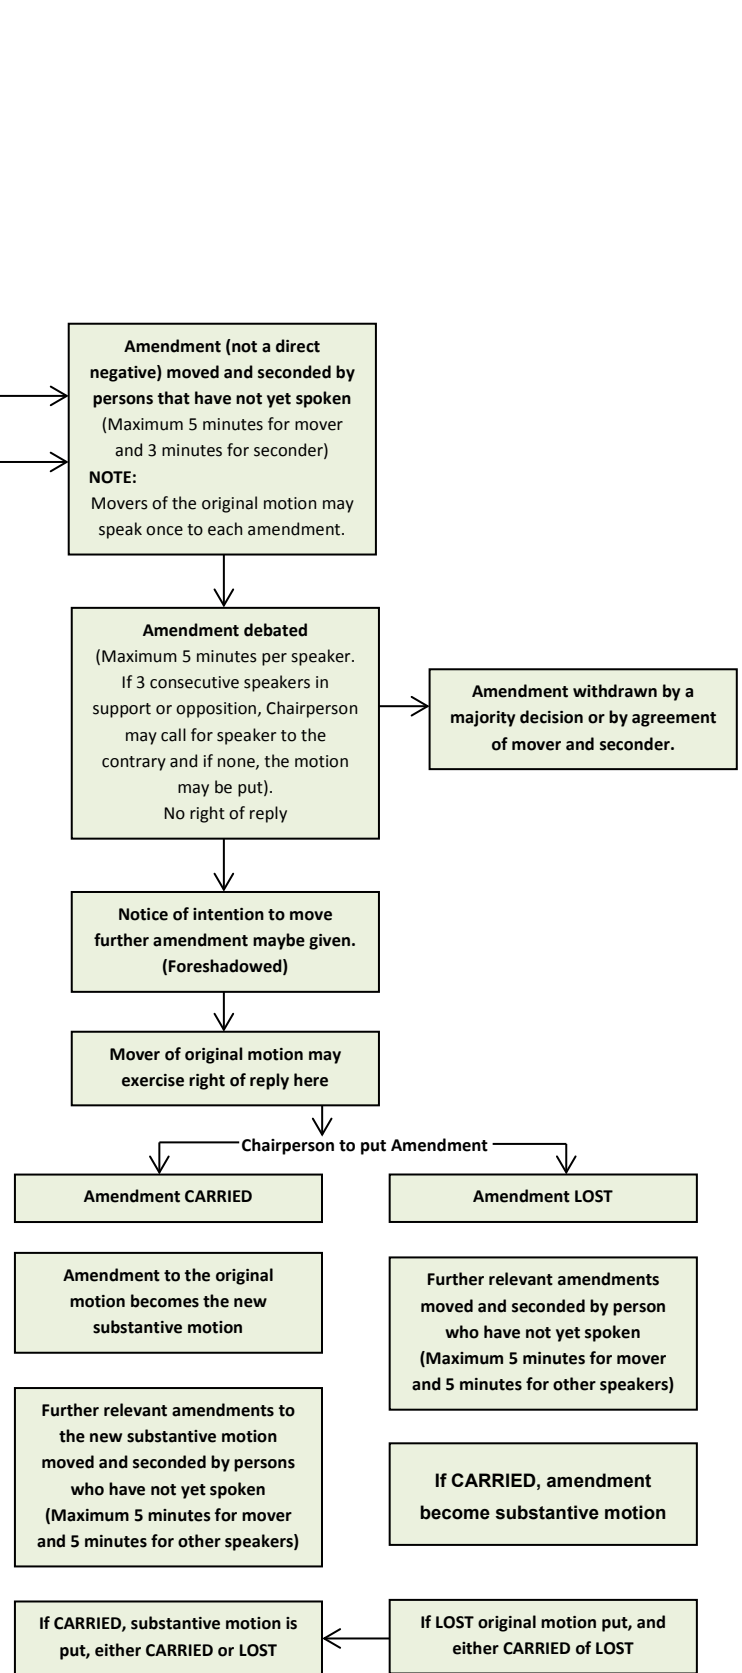 Amendment (not a direct
negative) moved and seconded by
persons that have not yet spoken
(Maximum 5 minutes for mover
and 3 minutes for seconder)
NOTE:
Movers of the original motion may
speak once to each amendment.
Amendment debated
(Maximum 5 minutes per speaker.
If 3 consecutive speakers in
support or opposition, Chairperson
may call for speaker to the
contrary and if none, the motion
may be put).
No right of reply
Amendment withdrawn by a
majority decision or by agreement
of mover and seconder.
Notice of intention to move
further amendment maybe given.
(Foreshadowed)
Mover of original motion may
exercise right of reply here
Chairperson to put Amendment
Amendment CARRIED
Amendment to the original
motion becomes the new
substantive motion
Further relevant amendments to
the new substantive motion
moved and seconded by persons
who have not yet spoken
(Maximum 5 minutes for mover
and 5 minutes for other speakers)
If CARRIED, substantive motion is
put, either CARRIED or LOST
Amendment LOST
Further relevant amendments
moved and seconded by person
who have not yet spoken
(Maximum 5 minutes for mover
and 5 minutes for other speakers)
If CARRIED, amendment
become substantive motion
If LOST original motion put, and
either CARRIED of LOST